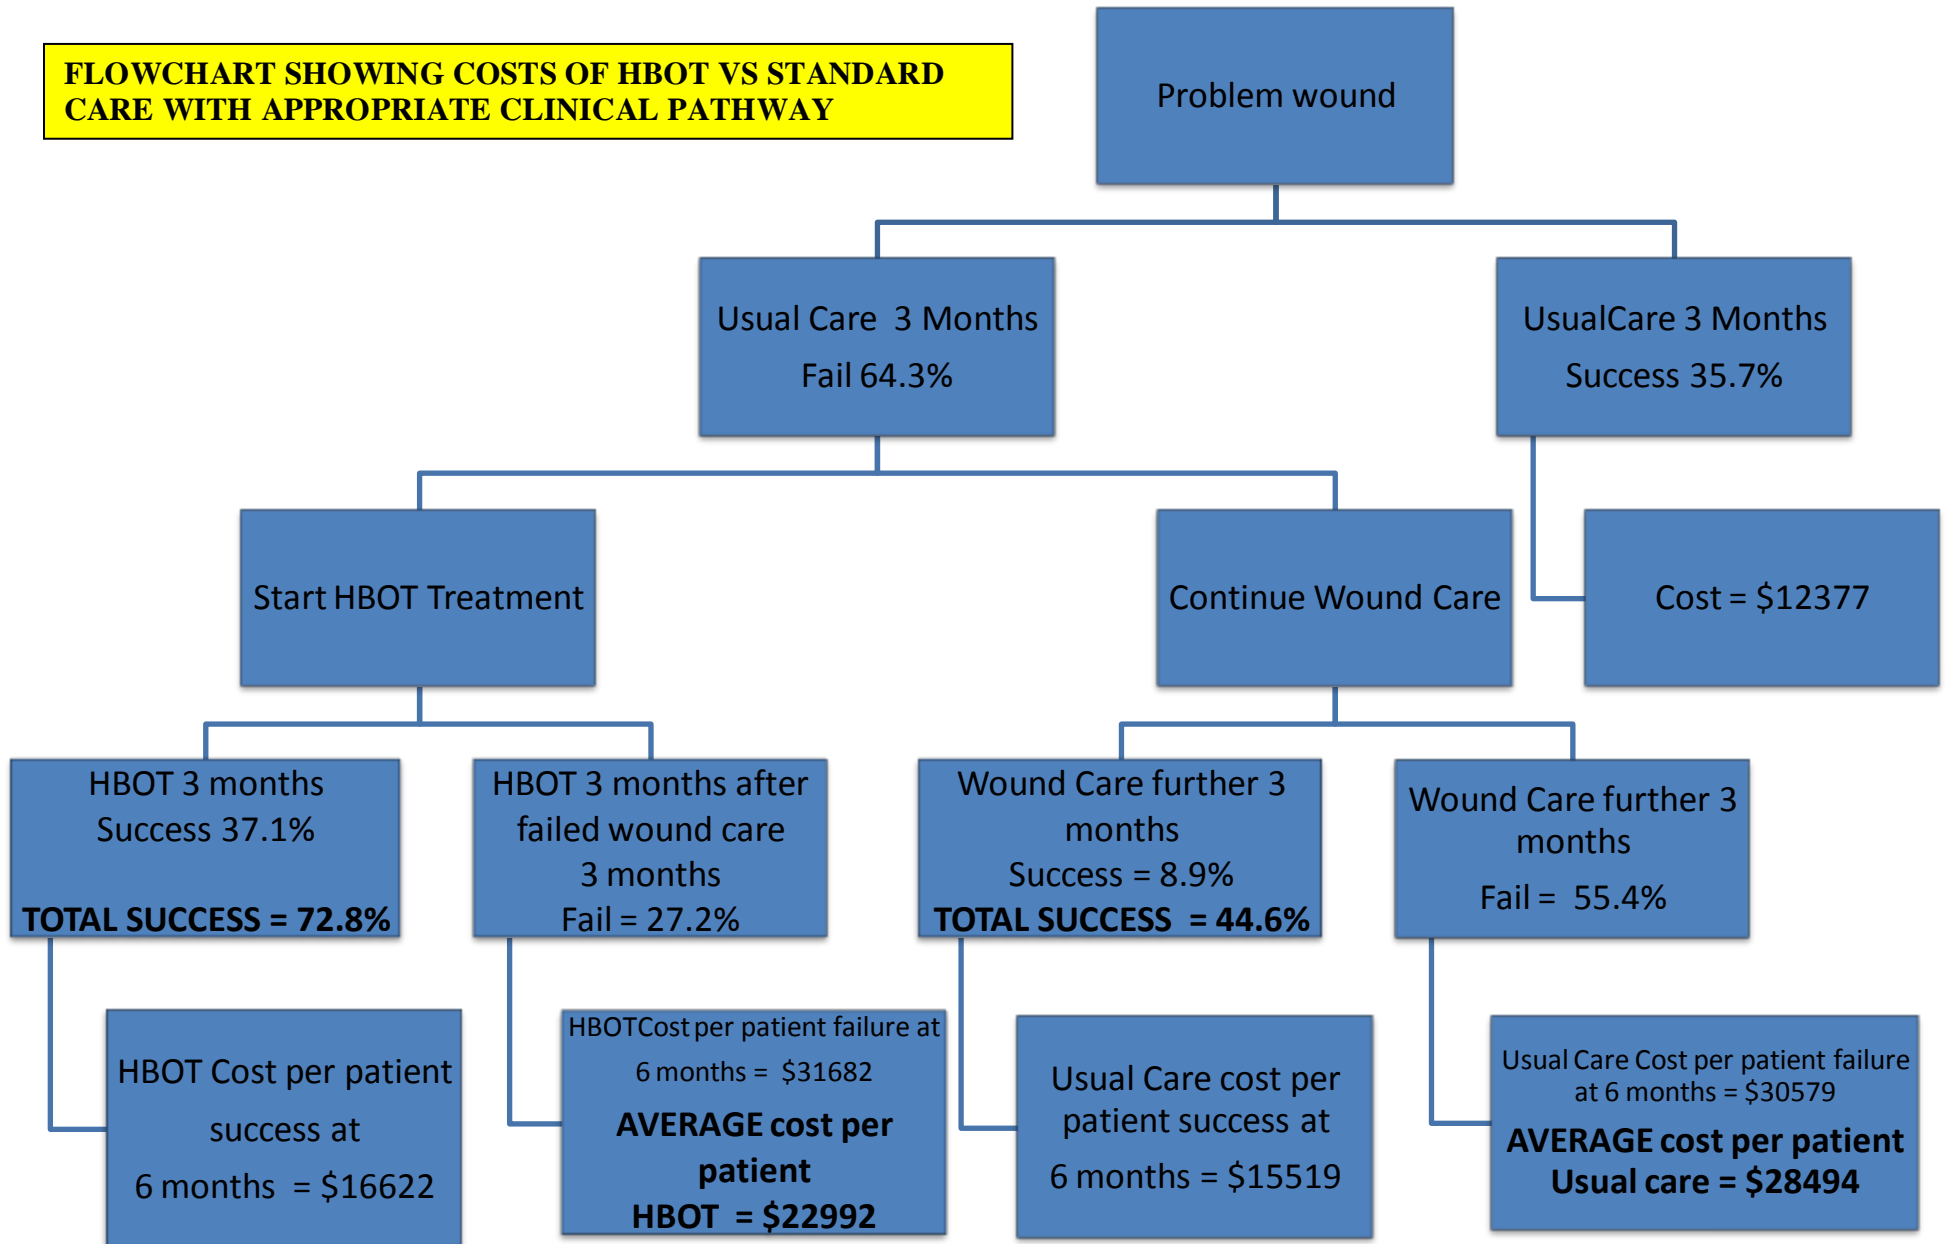 FLOWCHART SHOWING COSTS OF HBOT VS STANDARD
CARE WITH APPROPRIATE CLINICAL PATHWAY
Problem wound
Usual Care 3 Months
Fail 64.3%
UsualCare 3 Months
Success 35.7%
Start HBOT Treatment
Continue Wound Care
Cost = $12377
HBOT 3 months
Success 37.1%
TOTAL SUCCESS = 72.8%
HBOT 3 months after
failed wound care
3 months
Fail = 27.2%
Wound Care further 3
months
Success = 8.9%
TOTAL SUCCESS = 44.6%
Wound Care further 3
months
Fail = 55.4%
HBOT Cost per patient
success at
6 months = $16622
HBOTCost per patient failure at
6 months = $31682
AVERAGE cost per
patient
HBOT = $22992
Usual Care cost per
patient success at
6 months = $15519
Usual Care Cost per patient failure
at 6 months = $30579
AVERAGE cost per patient
Usual care = $28494